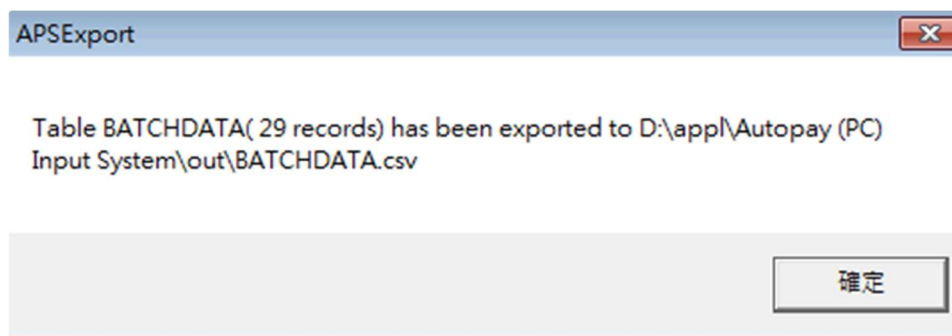 APSExport
Table BATCHDATA( 29 records) has been exported to D:\appl\Autopay (PC)
Input System\out\BATCHDATA.csv
確定